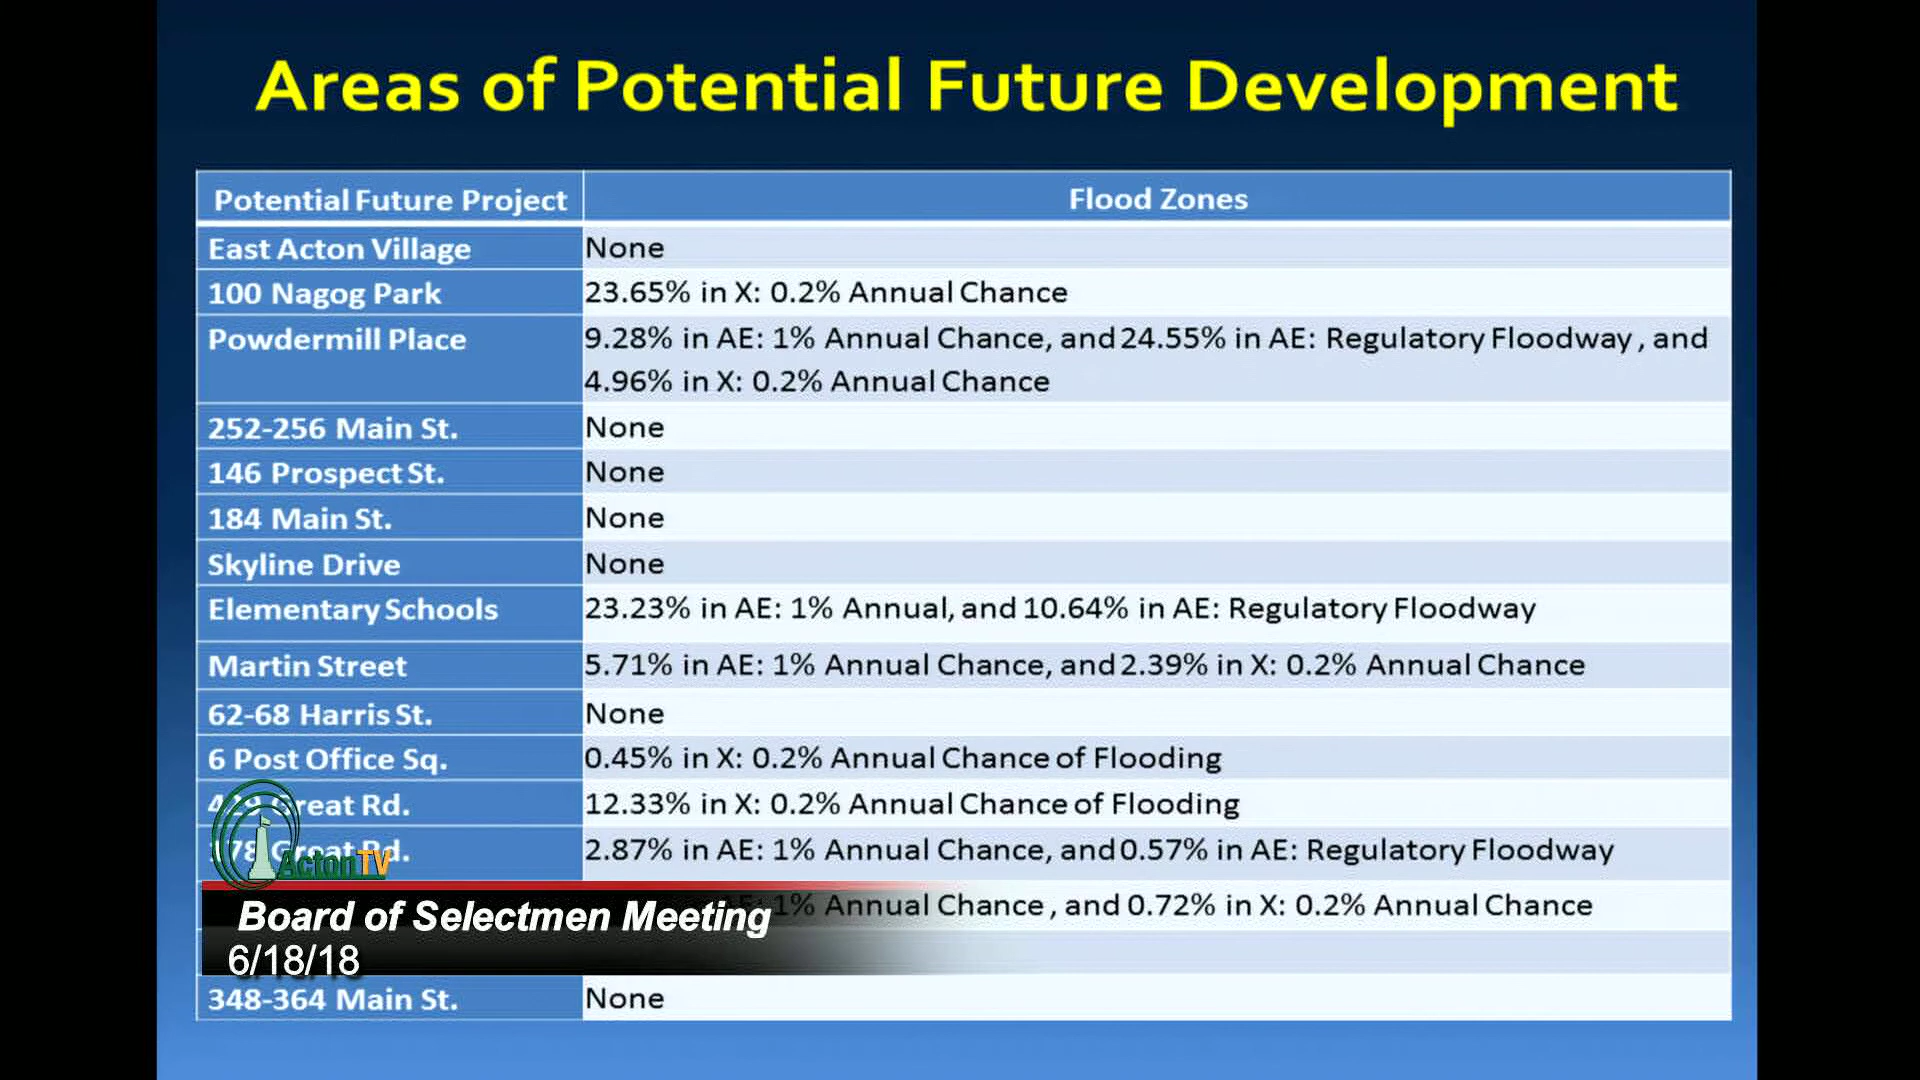 Areas of Potential Future Development
Potential Future Project Flood Zones
East Acton Village None
100 Nagog Park 23.65% in X: 0.2% Annual Chance
Powdermill Place 9.28% in AE: 1% Annual Chance, and 24.55% in AE: Regulatory Floodway , and
4.96% in X: 0.2% Annual Chance
252-256 Main St. None
146 Prospect St. None
184 Main St. None
Skyline Drive None
Elementary Schools 23.23% in AE: 1% Annual, and 10.64% in AE: Regulatory Floodway
Martin Street 5.71% in AE: 1% Annual Chance, and 2.39% in X: 0.2% Annual Chance
62-68 Harris St. None
6 Post Office Sq. 0.45% in X: 0.2% Annual Chance of Flooding
Great Rd. 12.33% in X: 0.2% Annual Chance of Flooding
Great Rd. 2.87% in AE: 1% Annual Chance, and 0.57% in AE: Regulatory Floodway
ActonTV
AE: 1% Annual Chance , and 0.72% in X: 0.2% Annual Chance
Board of Selectmen Meeting
6/18/18
348-364 Main St. None